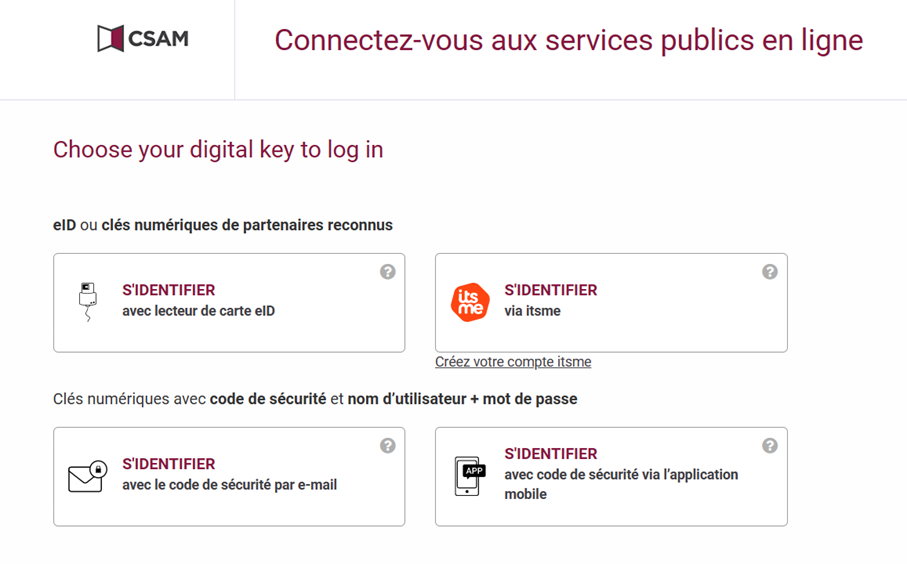 CSAM
Connectez-vous aux services publics en ligne
Choose your digital key to log in
eID ou clés numériques de partenaires reconnus
?
S'IDENTIFIER
avec lecteur de carte eID
?
itsme
S'IDENTIFIER
via itsme
Créez votre compte itsme
Clés numériques avec code de sécurité et nom d’utilisateur + mot de passe
?
S'IDENTIFIER
avec le code de sécurité par e-mail
?
APP
S'IDENTIFIER
avec code de sécurité via l’application
mobile